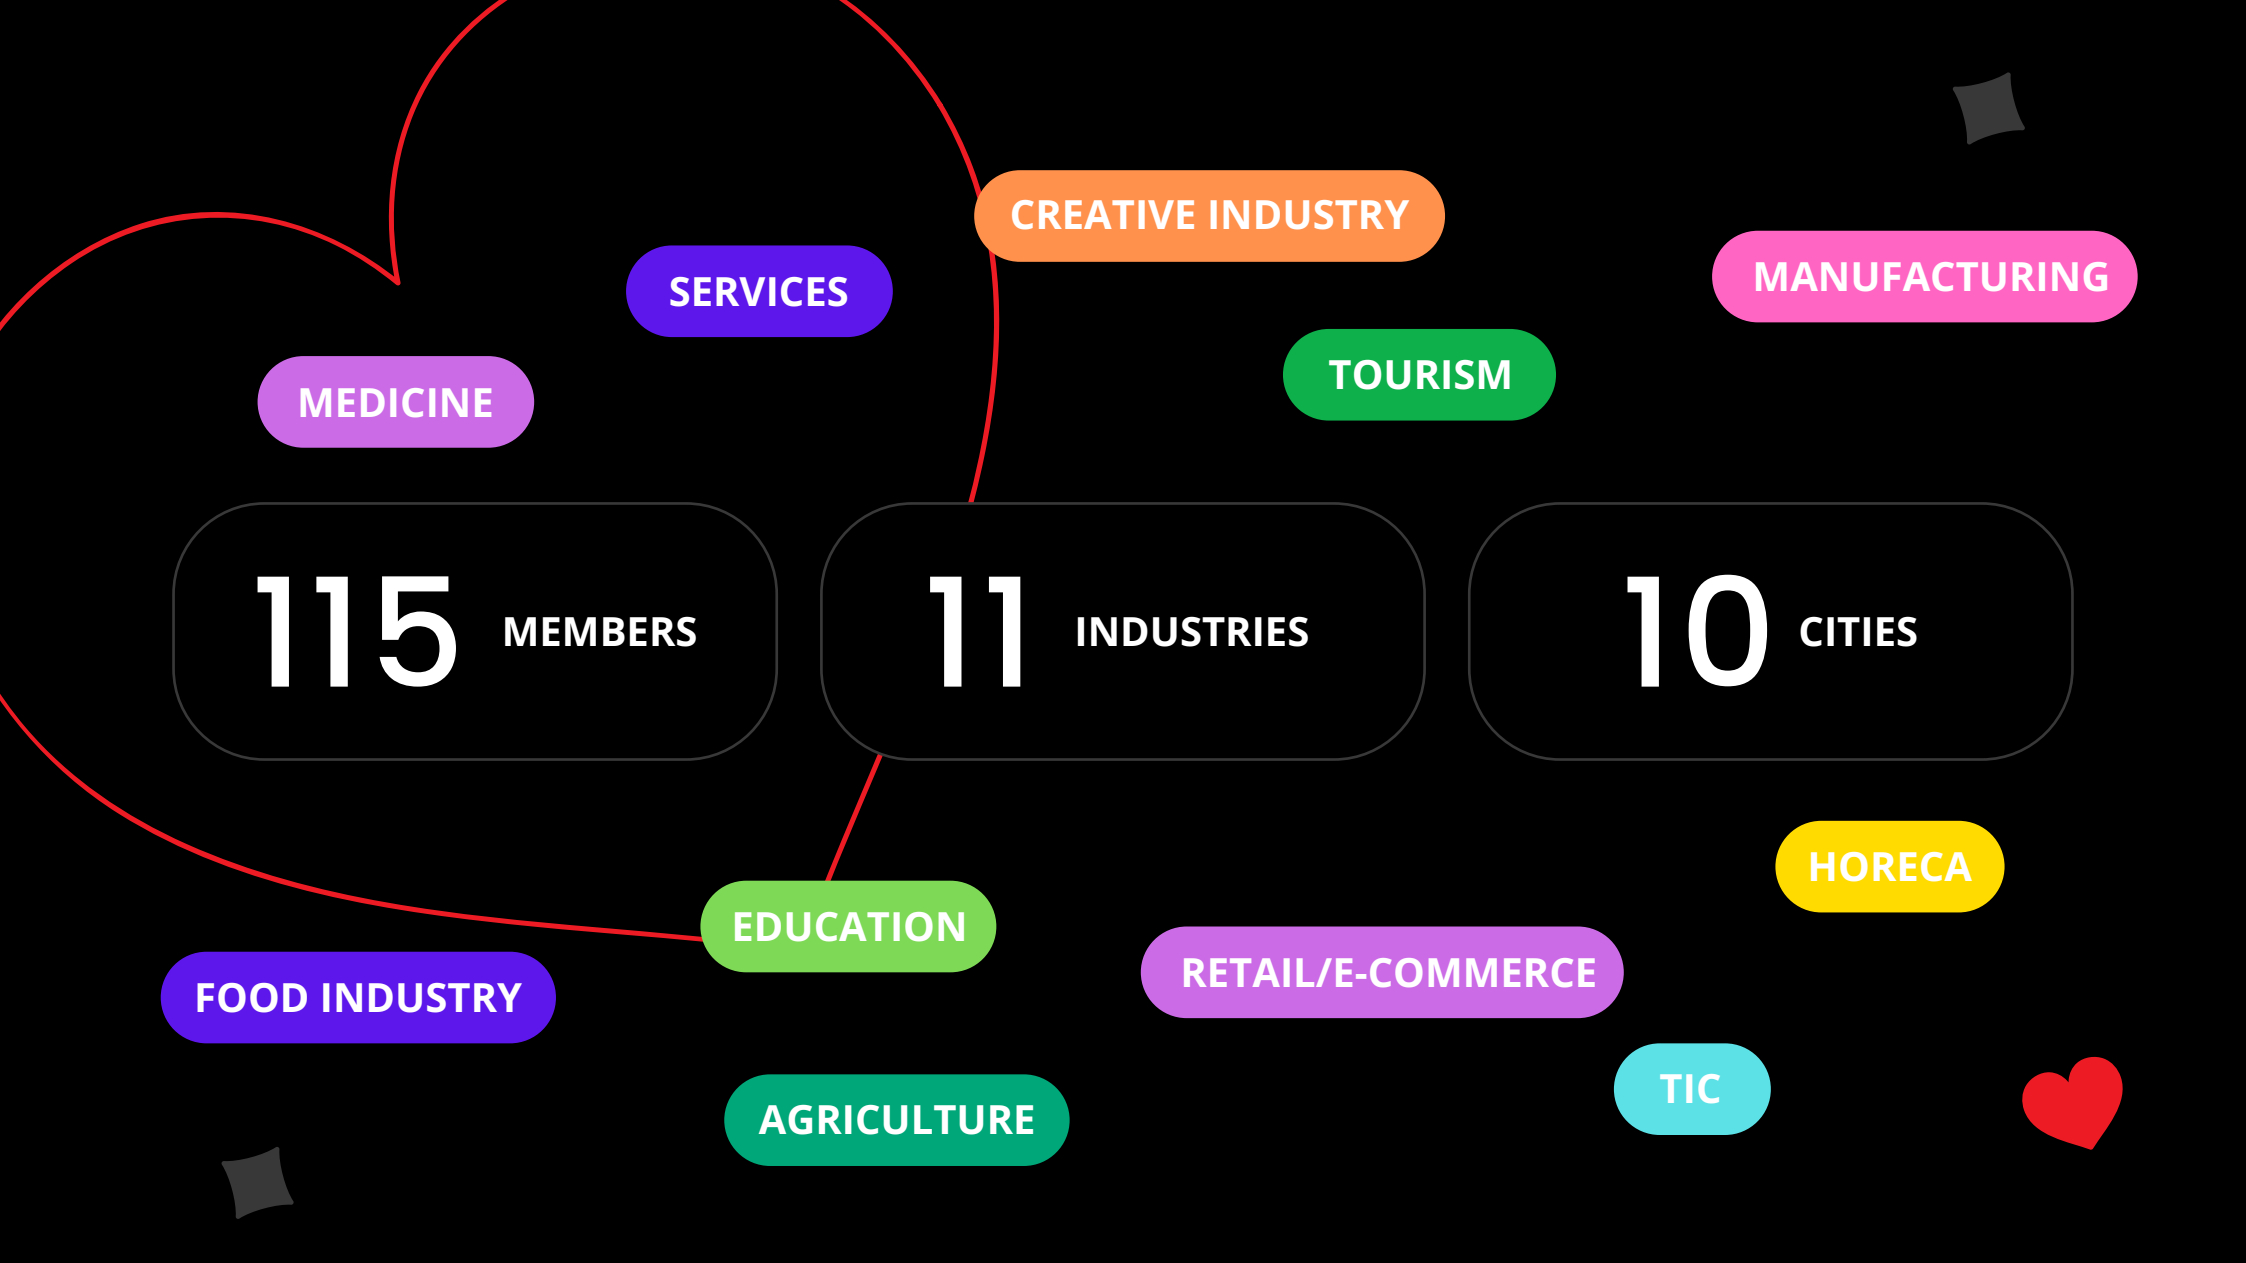 CREATIVE INDUSTRY
SERVICES
MANUFACTURING
TOURISM
MEDICINE
115 MEMBERS
11 INDUSTRIES
10 CITIES
HORECA
EDUCATION
RETAIL/E-COMMERCE
FOOD INDUSTRY
TIC
AGRICULTURE